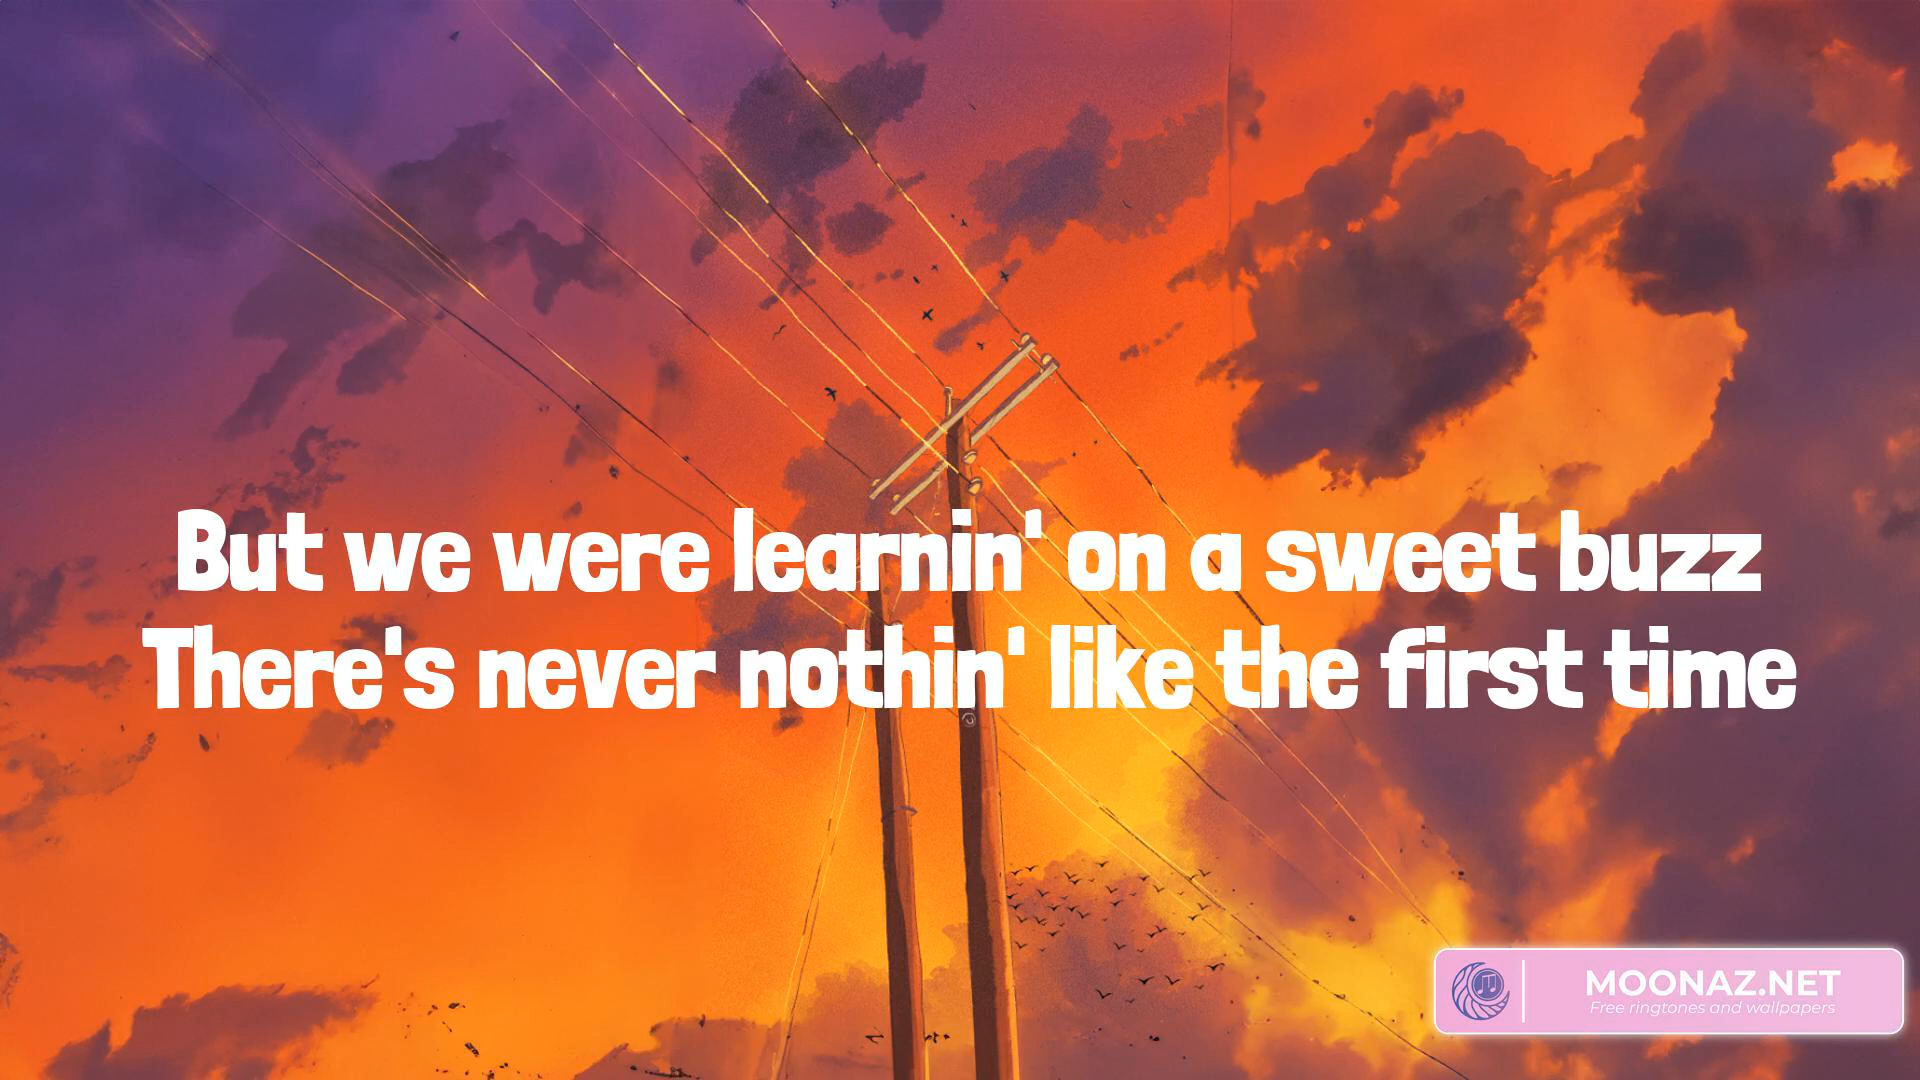 But we were learnin' on a sweet buzz
There's never nothin' like the first time
MOONAZ.NET
Free ringtones and wallpapers